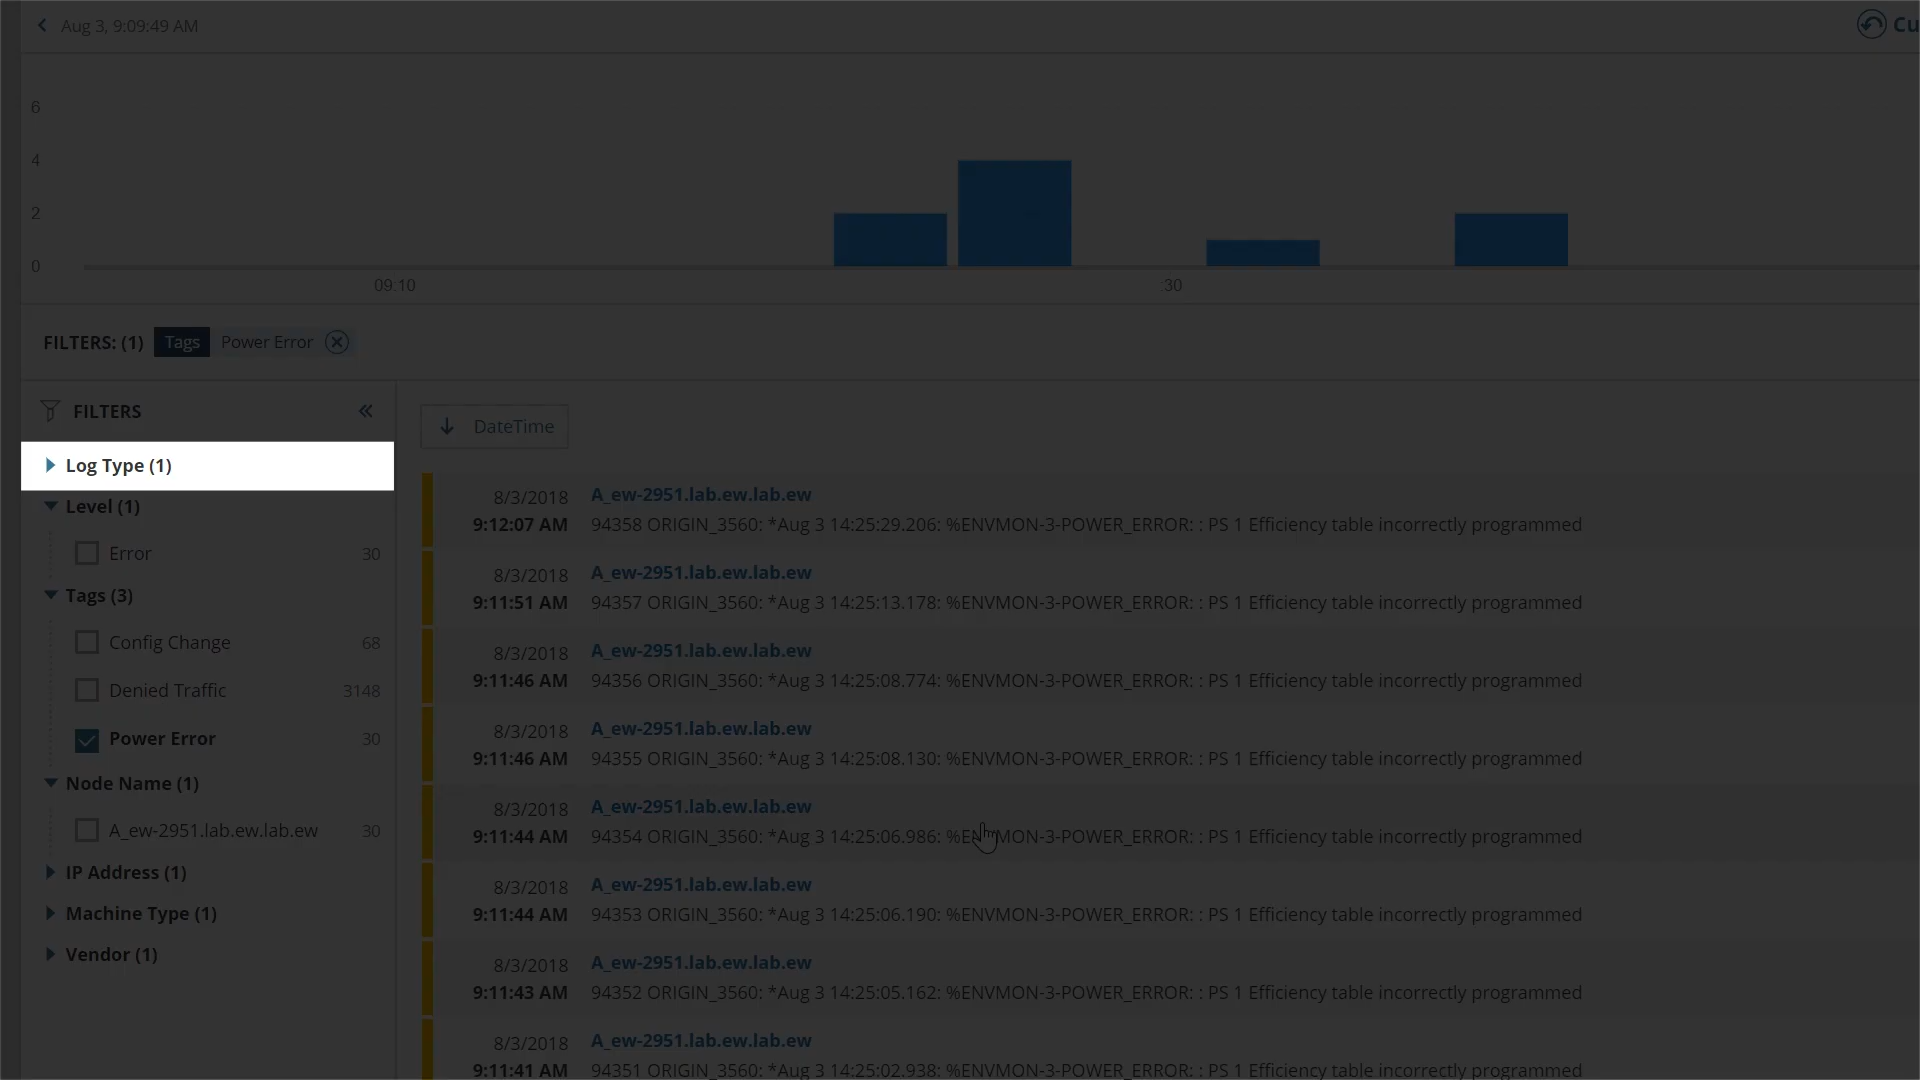 Aug 3, 9:09:49 AM
Cu
6
4
2
0
09:10
:30
FILTERS: (1) Tags Power Error
FILTERS
Log Type (1)
Level (1)
Error 30
Tags (3)
Config Change 68
Denied Traffic 3148
Power Error 30
Node Name (1)
A_ew-2951.lab.ew.lab.ew 30
IP Address (1)
Machine Type (1)
Vendor (1)
DateTime
8/3/2018 A_ew-2951.lab.ew.lab.ew
9:12:07 AM 94358 ORIGIN_3560: *Aug 3 14:25:29.206: %ENVMON-3-POWER_ERROR: : PS 1 Efficiency table incorrectly programmed
8/3/2018 A_ew-2951.lab.ew.lab.ew
9:11:51 AM 94357 ORIGIN_3560: *Aug 3 14:25:13.178: %ENVMON-3-POWER_ERROR: : PS 1 Efficiency table incorrectly programmed
8/3/2018 A_ew-2951.lab.ew.lab.ew
9:11:46 AM 94356 ORIGIN_3560: *Aug 3 14:25:08.774: %ENVMON-3-POWER_ERROR: : PS 1 Efficiency table incorrectly programmed
8/3/2018 A_ew-2951.lab.ew.lab.ew
9:11:46 AM 94355 ORIGIN_3560: *Aug 3 14:25:08.130: %ENVMON-3-POWER_ERROR: : PS 1 Efficiency table incorrectly programmed
8/3/2018 A_ew-2951.lab.ew.lab.ew
9:11:44 AM 94354 ORIGIN_3560: *Aug 3 14:25:06.986: %ENVMON-3-POWER_ERROR: : PS 1 Efficiency table incorrectly programmed
8/3/2018 A_ew-2951.lab.ew.lab.ew
9:11:44 AM 94353 ORIGIN_3560: *Aug 3 14:25:06.190: %ENVMON-3-POWER_ERROR: : PS 1 Efficiency table incorrectly programmed
8/3/2018 A_ew-2951.lab.ew.lab.ew
9:11:43 AM 94352 ORIGIN_3560: *Aug 3 14:25:05.162: %ENVMON-3-POWER_ERROR: : PS 1 Efficiency table incorrectly programmed
8/3/2018 A_ew-2951.lab.ew.lab.ew
9:11:41 AM 94351 ORIGIN_3560: *Aug 3 14:25:02.938: %ENVMON-3-POWER_ERROR: : PS 1 Efficiency table incorrectly programmed